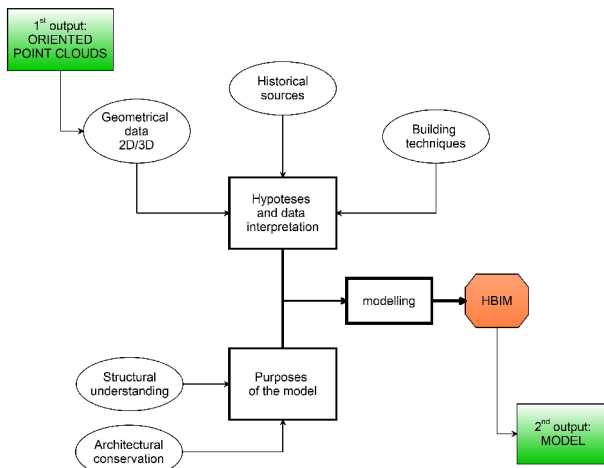 1st output:
ORIENTED
POINT CLOUDS
Historical
sources
Geometrical
data
2D/3D
Building
techniques
Hypoteses
and data
interpretation
modelling
HBIM
Structural
understanding
Purposes
of the model
Architectural
conservation
2nd output:
MODEL